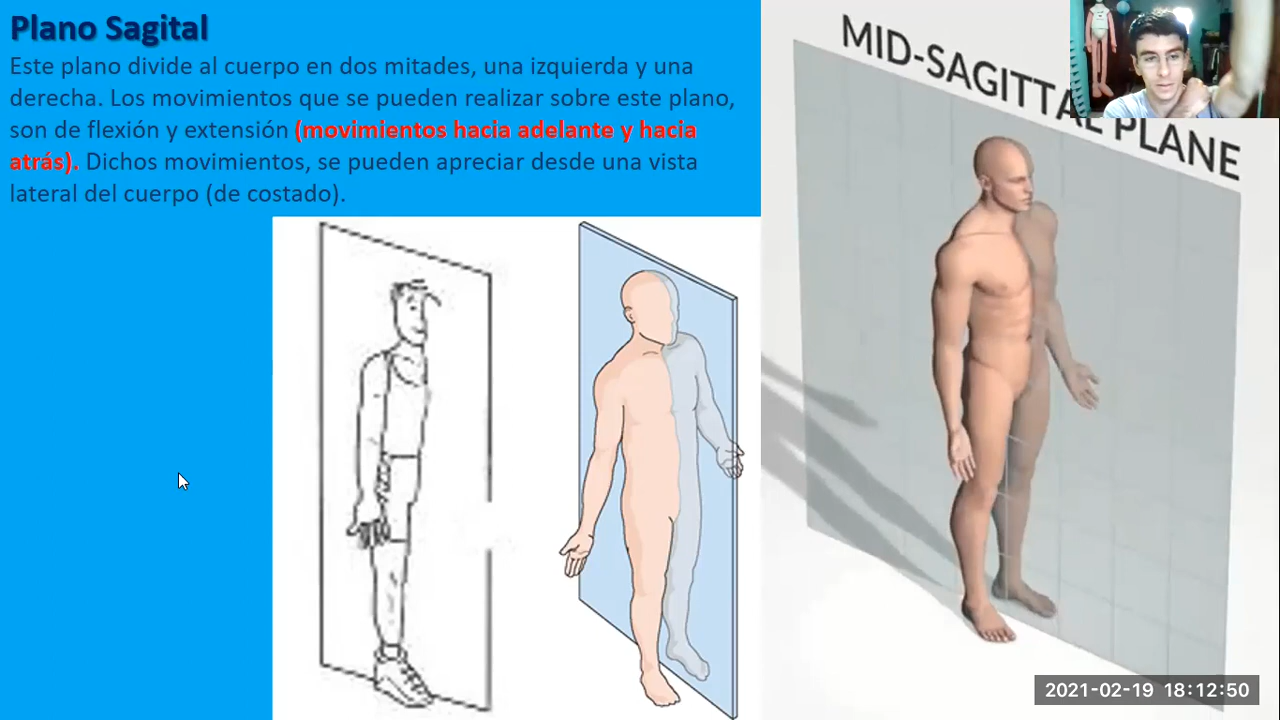 Plano Sagital
Este plano divide al cuerpo en dos mitades, una izquierda y una
derecha. Los movimientos que se pueden realizar sobre este plano,
son de flexión y extensión (movimientos hacia adelante y hacia
atrás). Dichos movimientos, se pueden apreciar desde una vista
lateral del cuerpo (de costado).
MID-SAGITTAL PLANE
2021-02-19 18:12:50